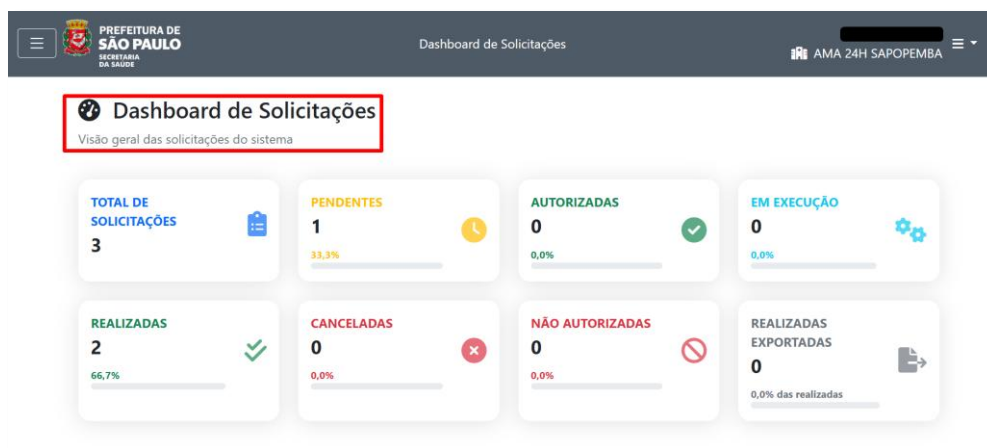 PREFEITURA DE
SÃO PAULO
SECRETARIA
DA SAÚDE
Dashboard de Solicitações
AMA 24H SAPOPEMBA
Dashboard de Solicitações
Visão geral das solicitações do sistema
TOTAL DE
SOLICITAÇÕES
3
PENDENTES
1
33,3%
AUTORIZADAS
0
0,0%
EM EXECUÇÃO
0
0,0%
REALIZADAS
2
66,7%
CANCELADAS
0
0,0%
NÃO AUTORIZADAS
0
0,0%
REALIZADAS
EXPORTADAS
0
0,0% das realizadas